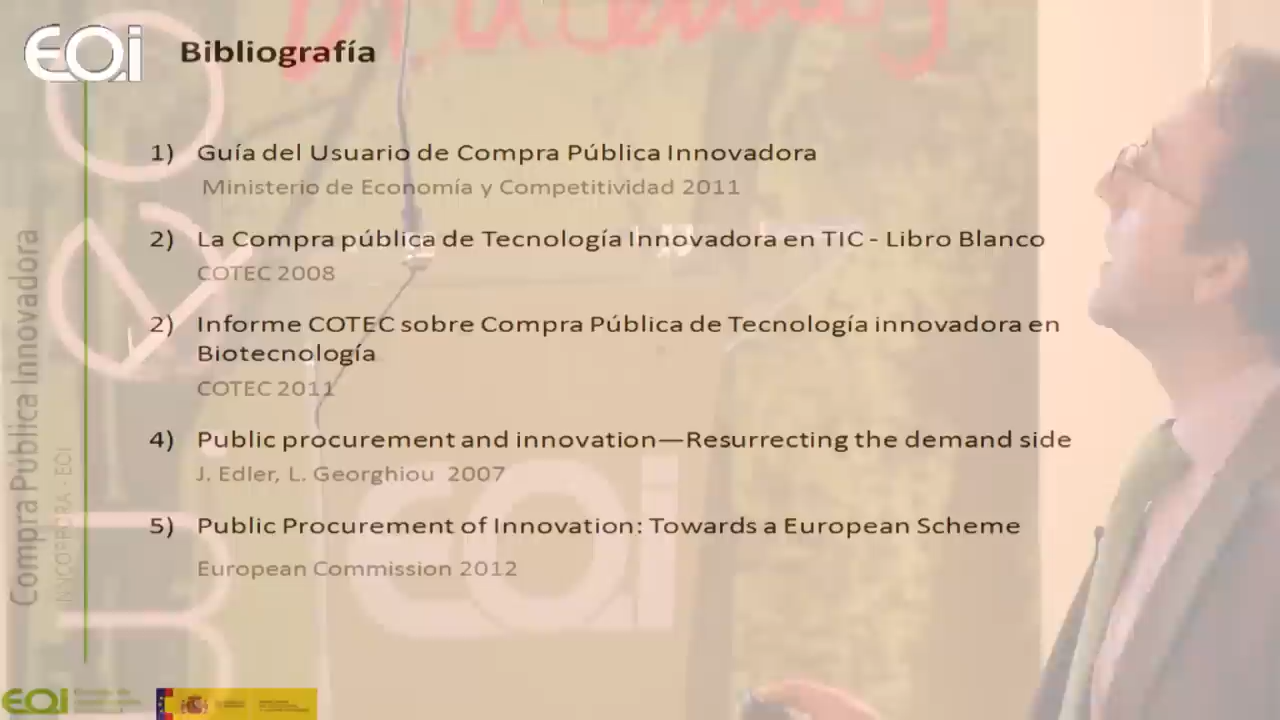 EOi
Bibliografía
1) Guía del Usuario de Compra Pública Innovadora
Ministerio de Economía y Competitividad 2011
2) La Compra pública de Tecnología Innovadora en TIC - Libro Blanco
COTEC 2008
2) Informe COTEC sobre Compra Pública de Tecnología innovadora en
Biotecnología
COTEC 2011
4) Public procurement and innovation—Resurrecting the demand side
J. Edler, L. Georghiou 2007
5) Public Procurement of Innovation: Towards a European Scheme
European Commission 2012
Compra Pública Innovadora
EOi
EOi